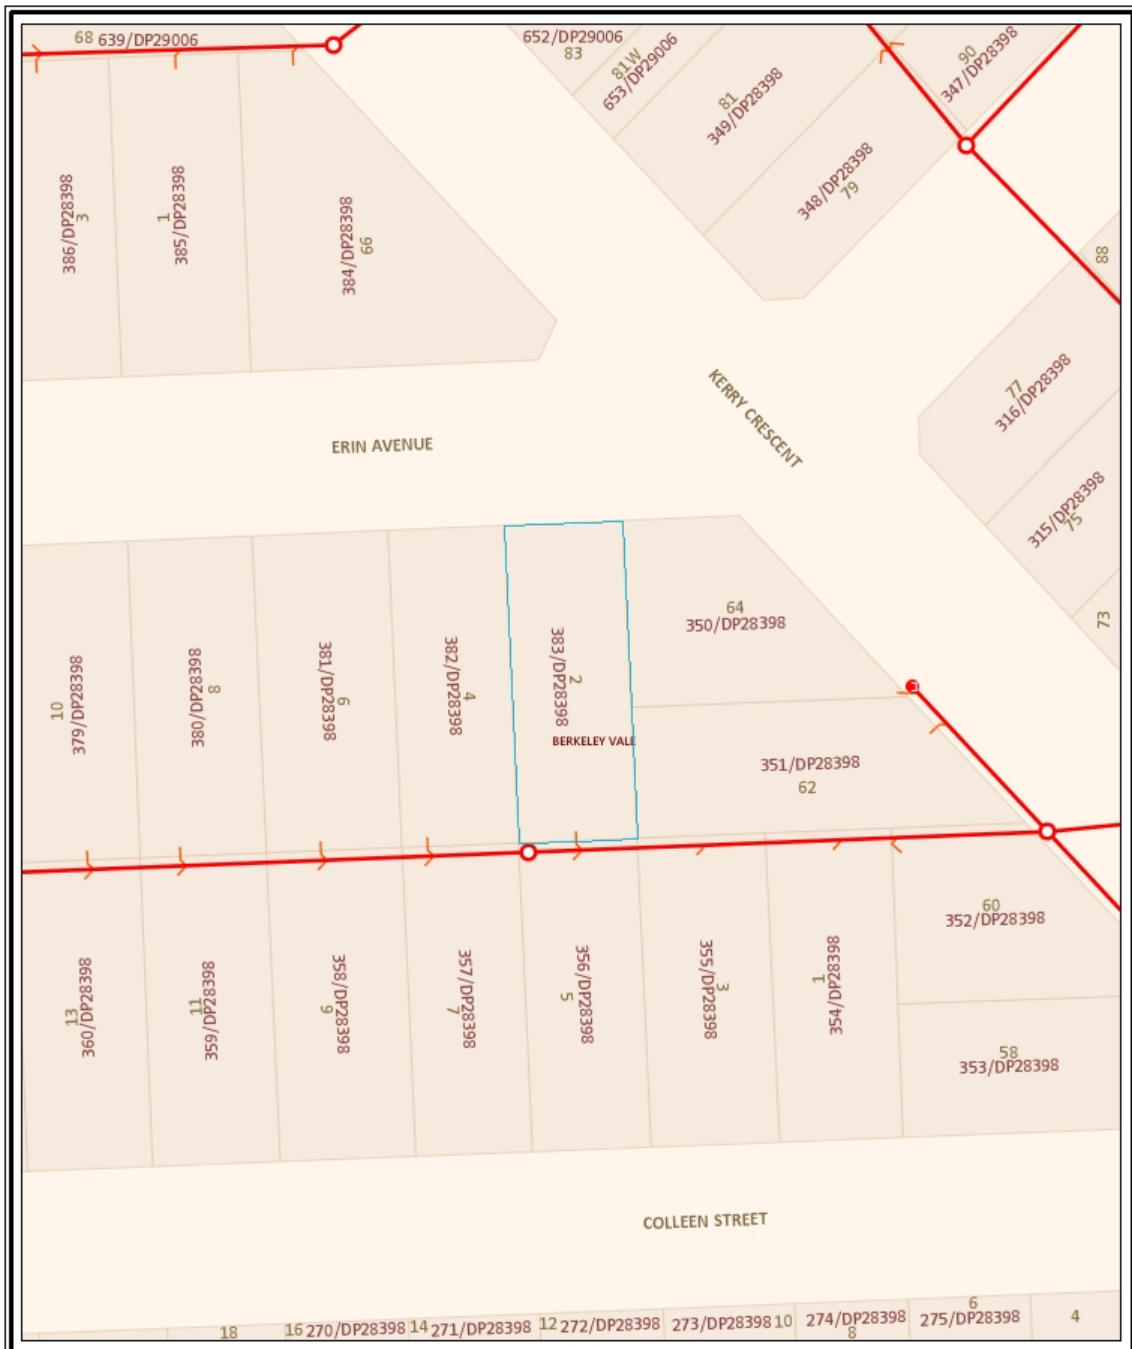 68 639/DP29006
652/DP29006
83
81W
653/DP29006
81
349/DP28398
90
347/DP28398
348/DP28398
79
386/DP28398
3
1
385/DP28398
384/DP28398
66
88
77
316/DP28398
KERRY CRESCENT
ERIN AVENUE
315/DP28398
75
73
64
350/DP28398
10
379/DP28398
380/DP28398
8
381/DP28398
6
382/DP28398
4
383/DP28398
2
BERKELEY VALE
351/DP28398
62
60
352/DP28398
13
360/DP28398
11
359/DP28398
358/DP28398
9
357/DP28398
7
356/DP28398
5
355/DP28398
3
1
354/DP28398
58
353/DP28398
COLLEEN STREET
18
16 270/DP28398
14 271/DP28398
12 272/DP28398
273/DP28398 10
274/DP28398
8
6
275/DP28398
4